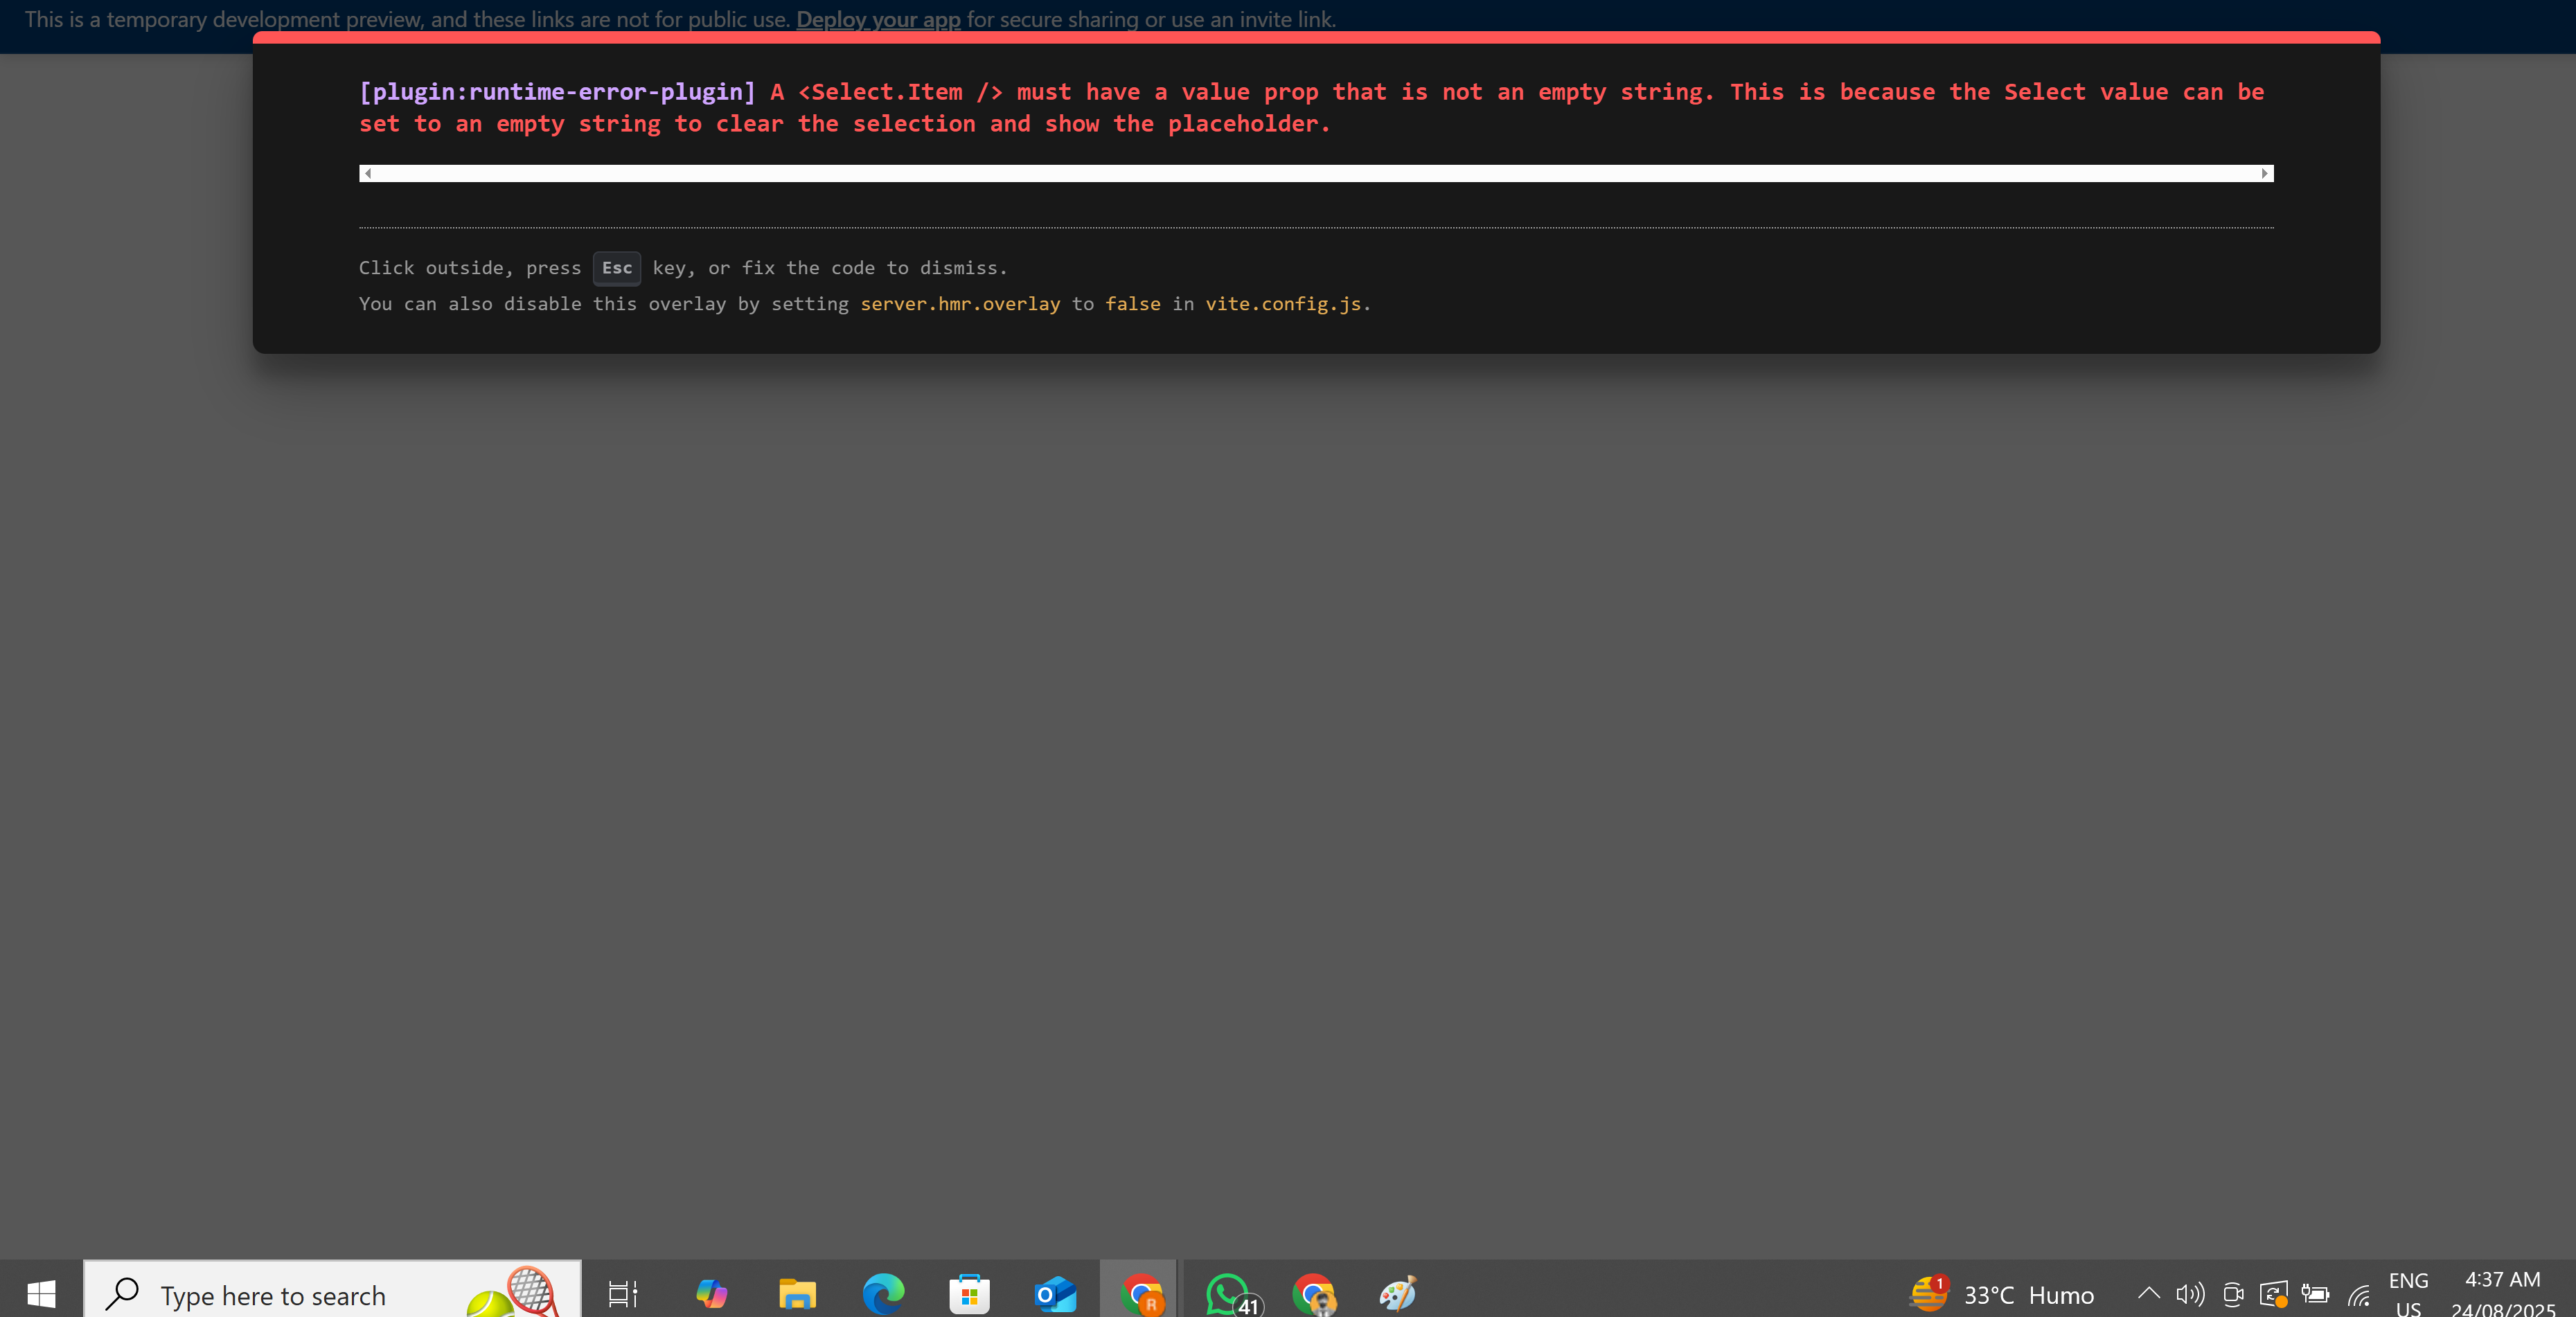 This is a temporary development preview, and these links are not for public use. Deploy your app for secure sharing or use an invite link.
[plugin:runtime-error-plugin] A <Select.Item /> must have a value prop that is not an empty string. This is because the Select value can be
set to an empty string to clear the selection and show the placeholder.
Click outside, press Esc key, or fix the code to dismiss.
You can also disable this overlay by setting server.hmr.overlay to false in vite.config.js.
Type here to search
O
R
41
1
33°C Humo
ENG
US
4:37 AM
24/08/2025